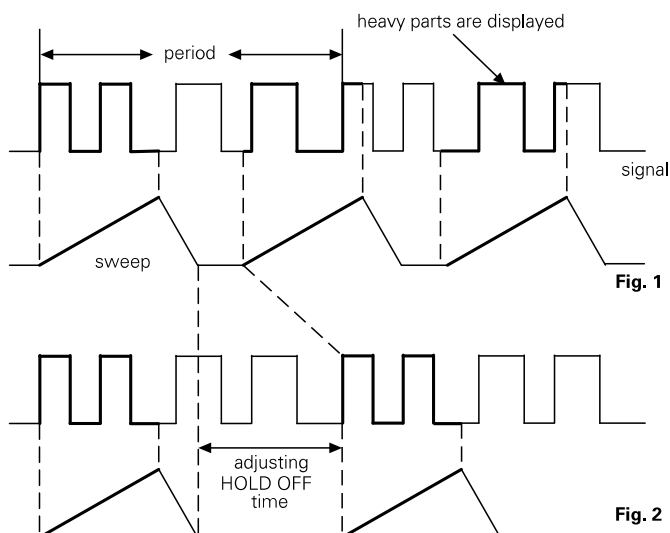 heavy parts are displayed
period
signal
sweep
Fig. 1
adjusting
HOLD OFF
time
Fig. 2